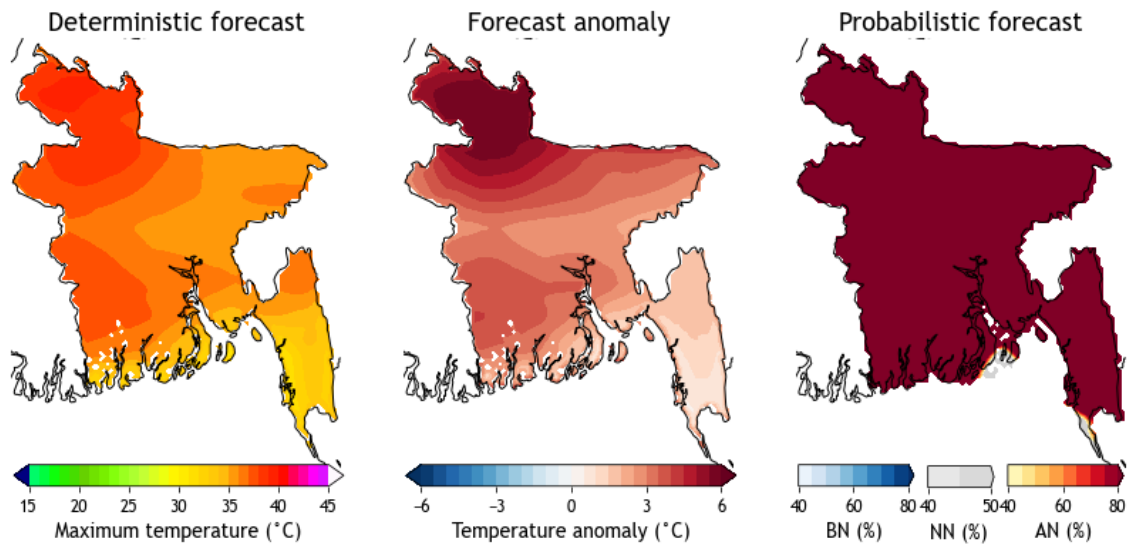 Deterministic forecast
Forecast anomaly
Probabilistic forecast
15 20 25 30 35 40 45
Maximum temperature (°C)
−6 −3 0 3 6
Temperature anomaly (°C)
40 60 80
BN (%)
40 50
NN (%)
40 60 80
AN (%)